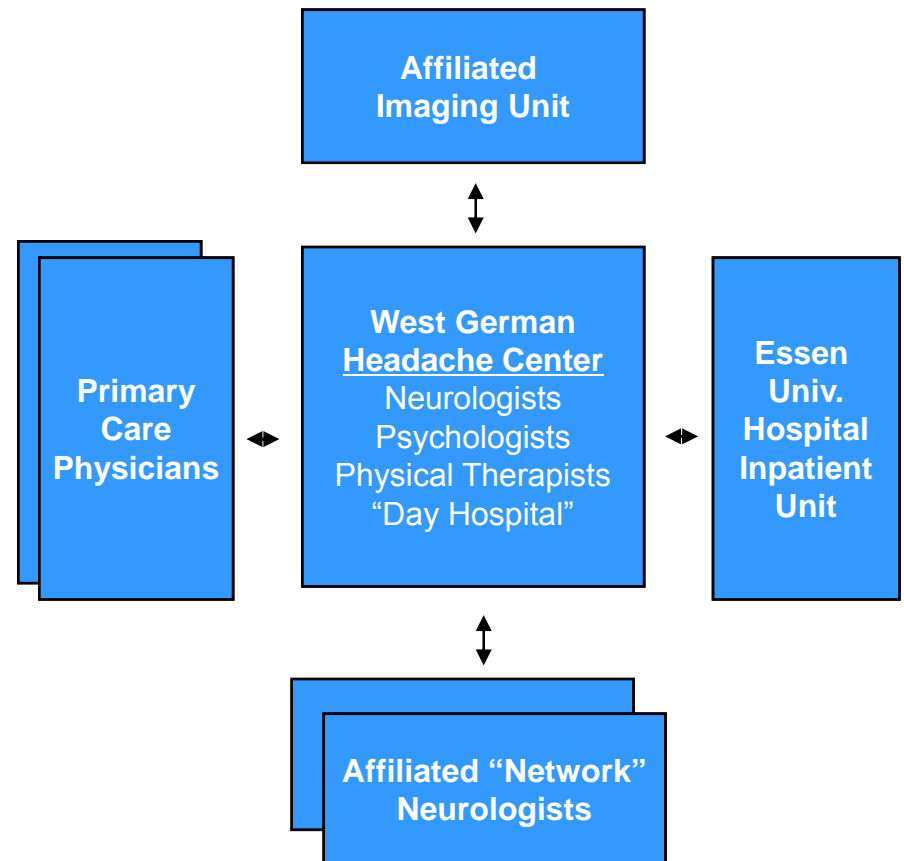 Affiliated
Imaging Unit
Primary
Care
Physicians
West German
Headache Center
Neurologists
Psychologists
Physical Therapists
“Day Hospital”
Essen
Univ.
Hospital
Inpatient
Unit
Affiliated “Network”
Neurologists